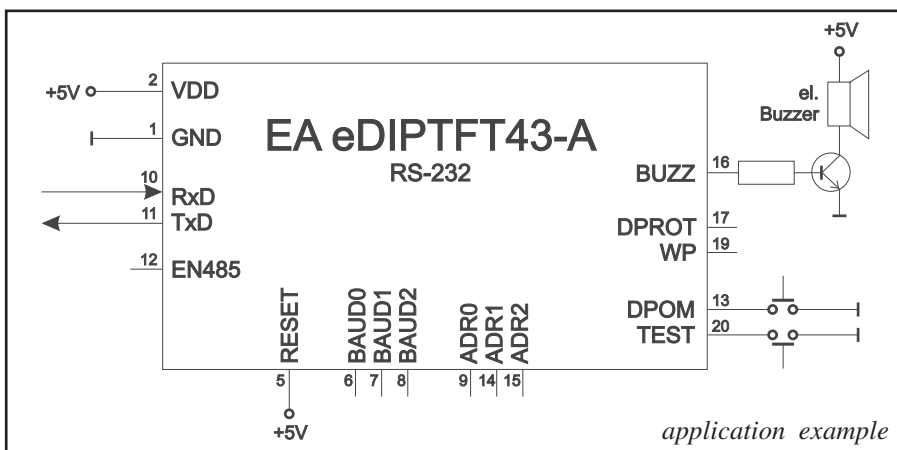 +5V
2 VDD
1 GND
10 RxD
11 TxD
12 EN485
EA eDIPTFT43-A
RS-232
+5V
el.
Buzzer
BUZZ 16
DPROT 17
WP 19
DPOM 13
TEST 20
RESET BAUD0 BAUD1 BAUD2 ADR0 ADR1 ADR2
5 6 7 8 9 14 15
+5V
application example